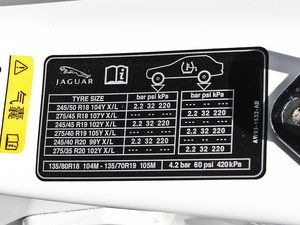 JAGUAR
气囊
TYRE SIZE bar psi kPa bar psi kPa
245/50 R18 104Y X/L 2.2 32 220
275/45 R18 107Y X/L 2.2 32 220
245/45 R19 102Y X/L 2.2 32 220
275/40 R19 105Y X/L 2.2 32 220
245/40 R20 99Y X/L 2.2 32 220
275/35 R20 102Y X/L 2.2 32 220
135/80R18 104M - 135/70R19 105M 4.2 bar 60 psi 420kPa